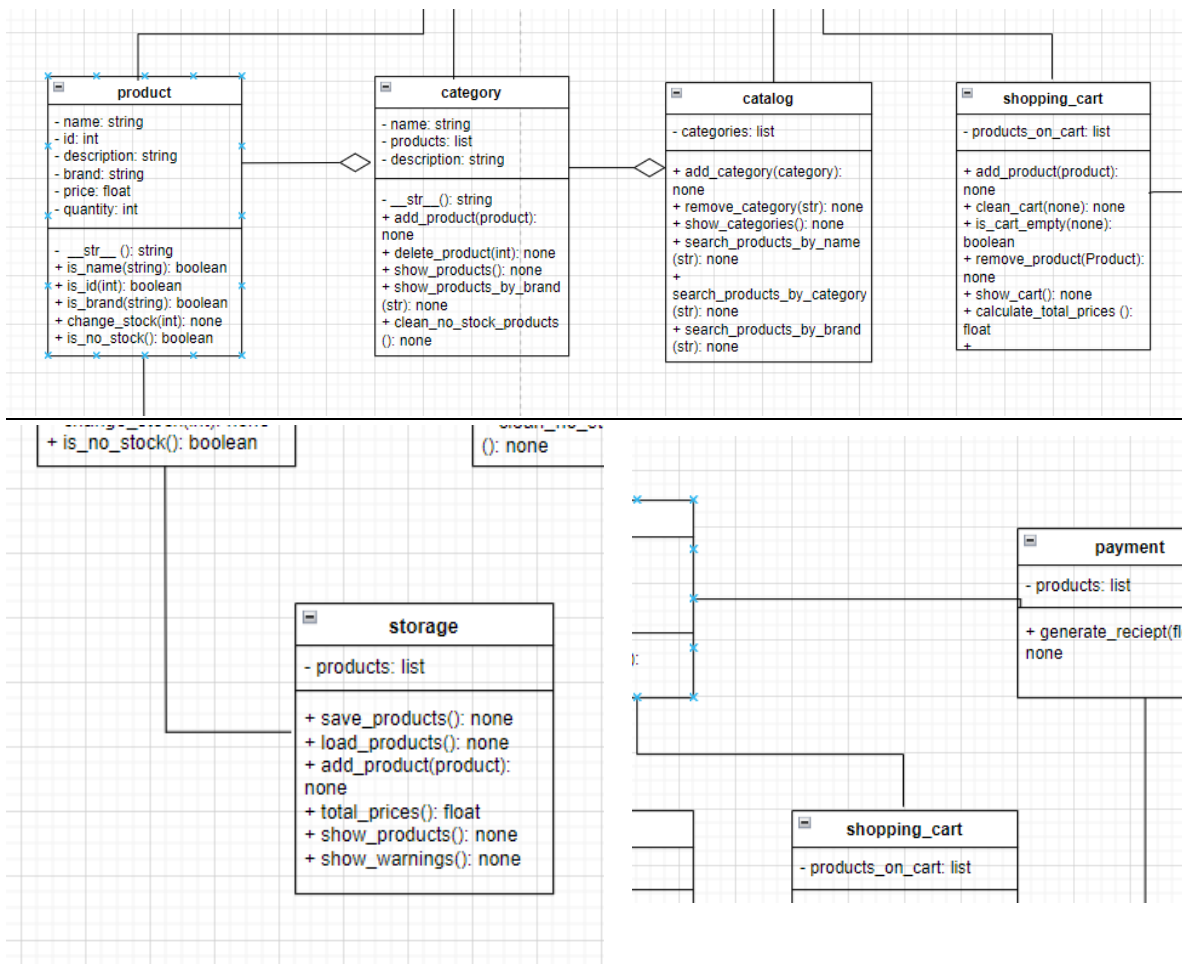 product
- name: string
- id: int
- description: string
- brand: string
- price: float
- quantity: int
- __str__ (): string
+ is_name(string): boolean
+ is_id(int): boolean
+ is_brand(string): boolean
+ change_stock(int): none
+ is_no_stock(): boolean
category
- name: string
- products: list
- description: string
- __str__(): string
+ add_product(product):
none
+ delete_product(int): none
+ show_products(): none
+ show_products_by_brand
(str): none
+ clean_no_stock_products
(): none
catalog
- categories: list
+ add_category(category):
none
+ remove_category(str): none
+ show_categories(): none
+ search_products_by_name
(str): none
+
search_products_by_category
(str): none
+ search_products_by_brand
(str): none
shopping_cart
- products_on_cart: list
+ add_product(product):
none
+ clean_cart(none): none
+ is_cart_empty(none):
boolean
+ remove_product(Product):
none
+ show_cart(): none
+ calculate_total_prices ():
float
+
+ is_no_stock(): boolean
(): none
storage
- products: list
+ save_products(): none
+ load_products(): none
+ add_product(product):
none
+ total_prices(): float
+ show_products(): none
+ show_warnings(): none
):
payment
- products: list
+ generate_reciept(fl
none
shopping_cart
- products_on_cart: list